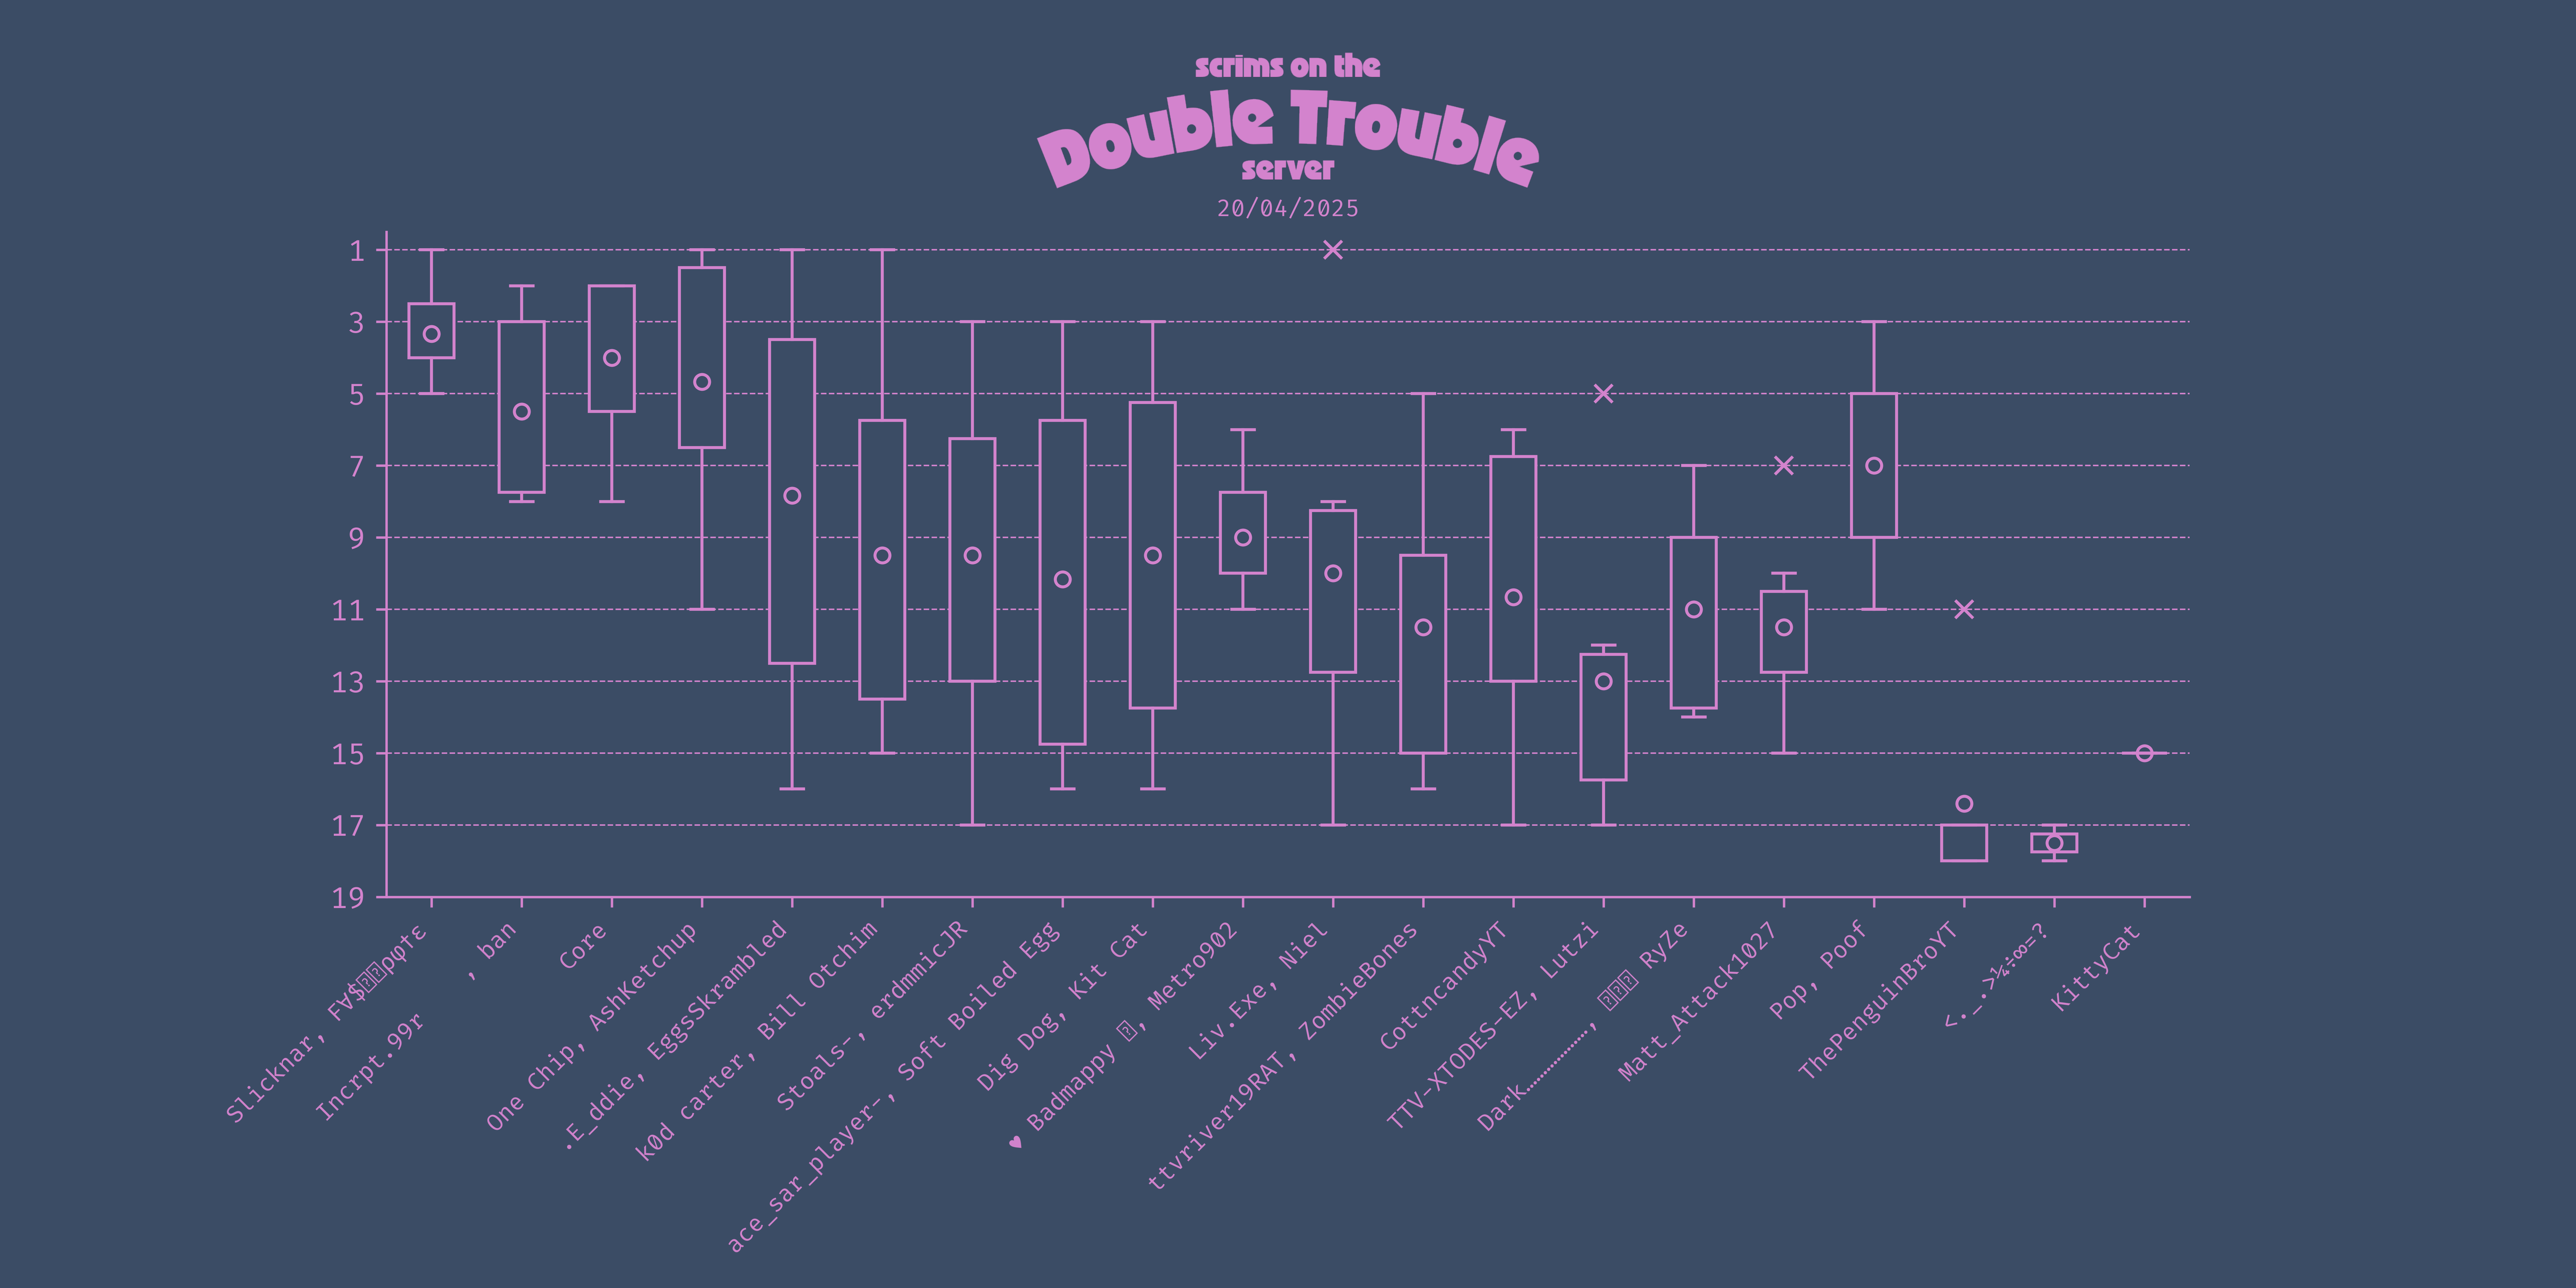 scrims on the
Double Trouble
server
20/04/2025
1
3
5
7
9
11
13
15
17
19
Slicknar,
Incrpt.99r , ban
Core
One Chip, AshKetchup
.E_ddie, EggsSkrambled
k0d carter, Bill Otchim
Stoals-, erdmmicJR
ace_sar_player-, Soft Boiled Egg
Dig Dog, Kit Cat
♥ Badmappy , Metro902
Liv.Exe, Niel
ttvriver19RAT, ZombieBones
CottncandyYT
TTV-XTODES-EZ, Lutzi
Dark……………, RyZe
Matt_Attack1027
Pop, Poof
ThePenguinBroYT
<._.>¼÷∞=?
KittyCat